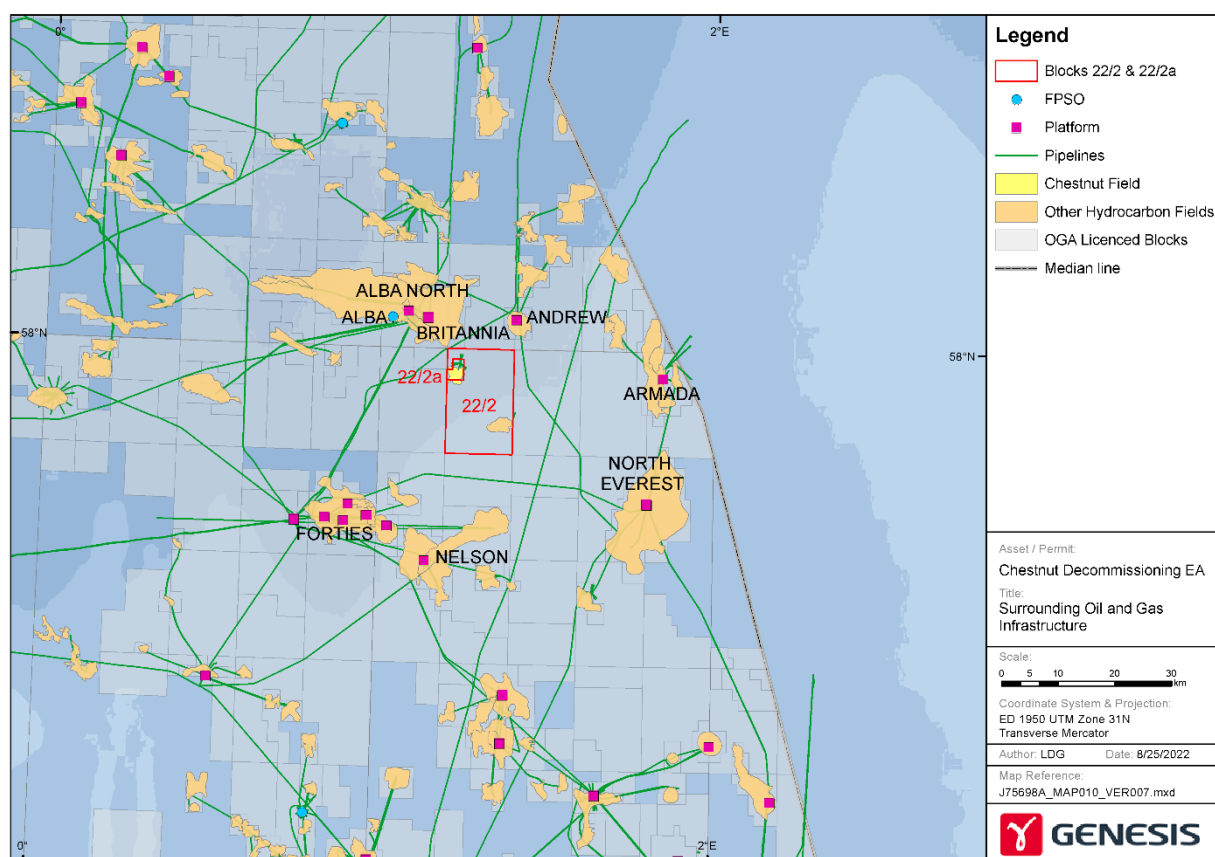 0°
2°E
58°N
58°N
ALBA NORTH
ALBA
BRITANNIA
ANDREW
22/2a
22/2
ARMADA
NORTH
EVEREST
FORTIES
NELSON
0°
2°E
Legend
Blocks 22/2 & 22/2a
FPSO
Platform
Pipelines
Chestnut Field
Other Hydrocarbon Fields
OGA Licenced Blocks
Median line
Asset / Permit:
Chestnut Decommissioning EA
Title:
Surrounding Oil and Gas
Infrastructure
Scale:
0 5 10 20 30
km
Coordinate System & Projection:
ED 1950 UTM Zone 31N
Transverse Mercator
Author: LDG Date: 8/25/2022
Map Reference:
J75698A_MAP010_VER007.mxd
GENESIS